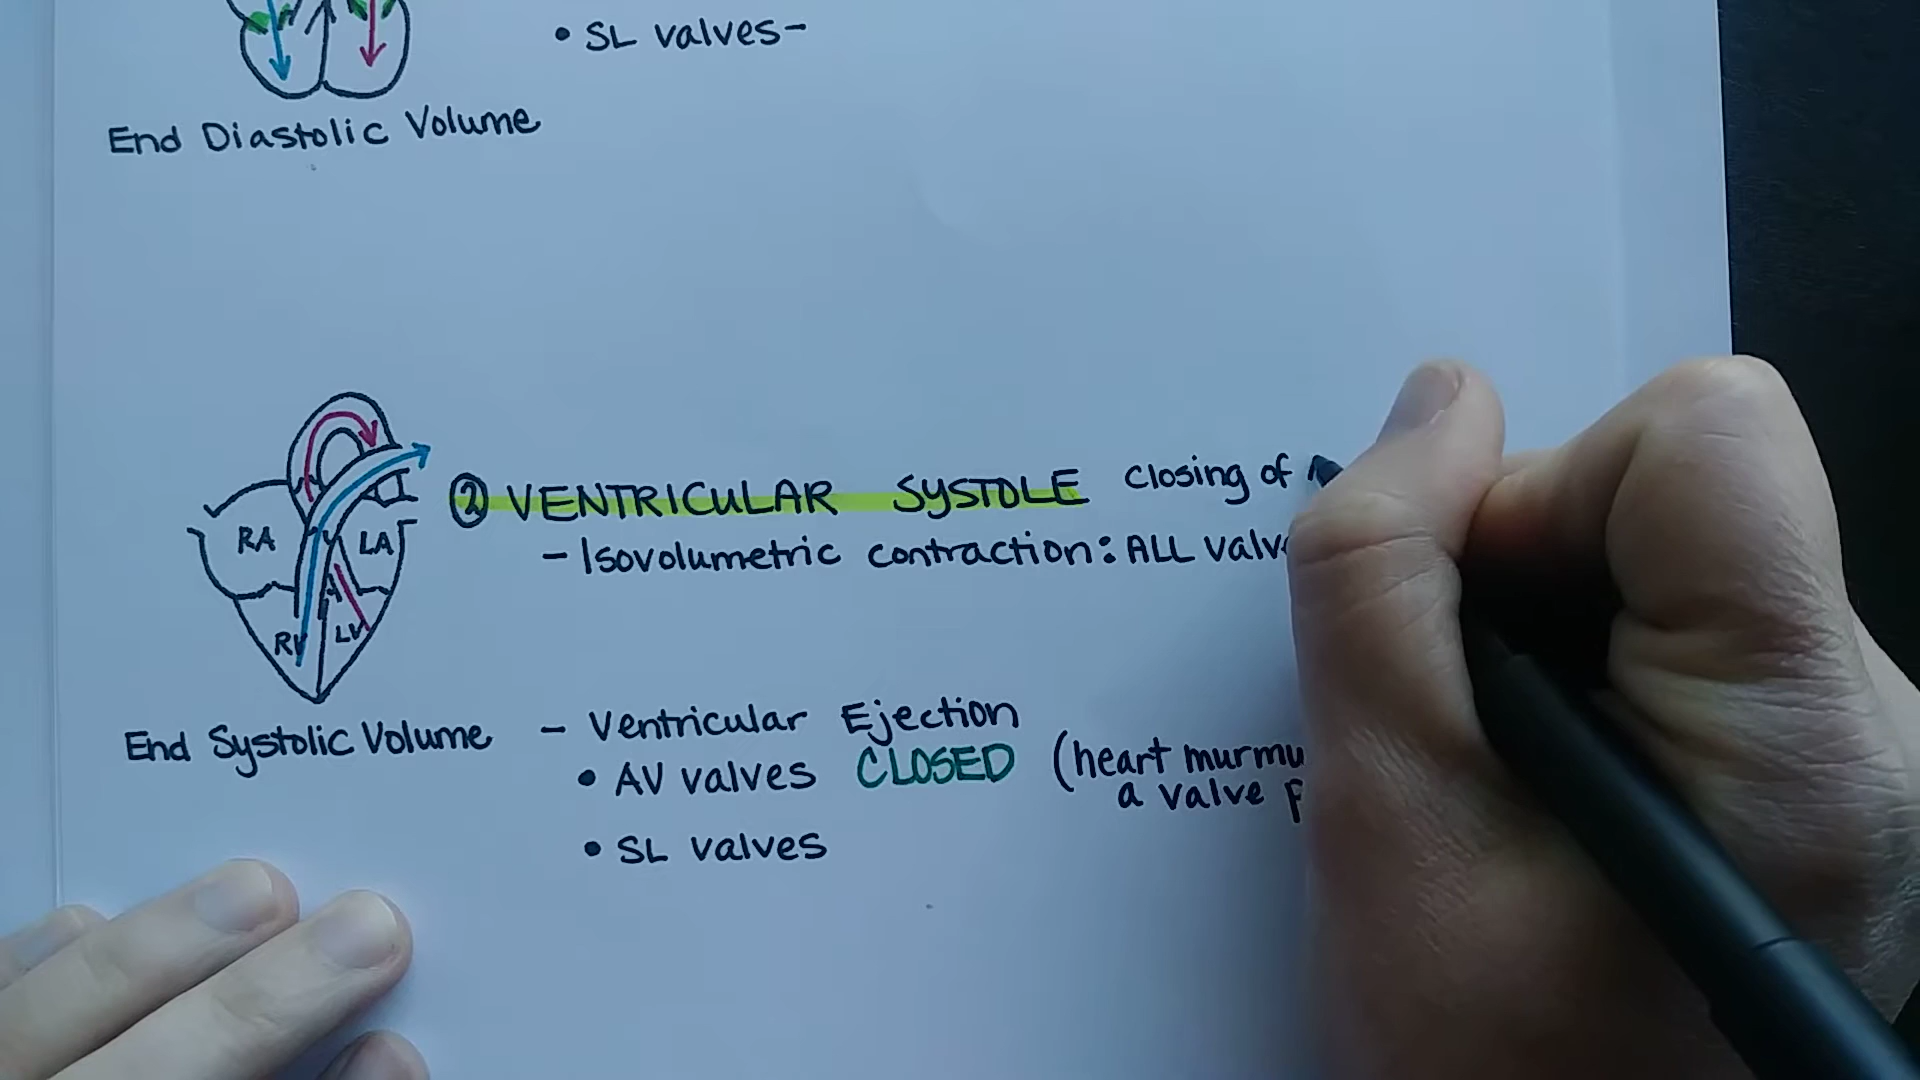 • SL valves-
End Diastolic Volume
② VENTRICULAR SYSTOLE closing of
- Isovolumetric contraction: ALL
RA
LA
RV
LV
End Systolic Volume
- Ventricular Ejection
• AV valves CLOSED (heart
a valve
• SL valves